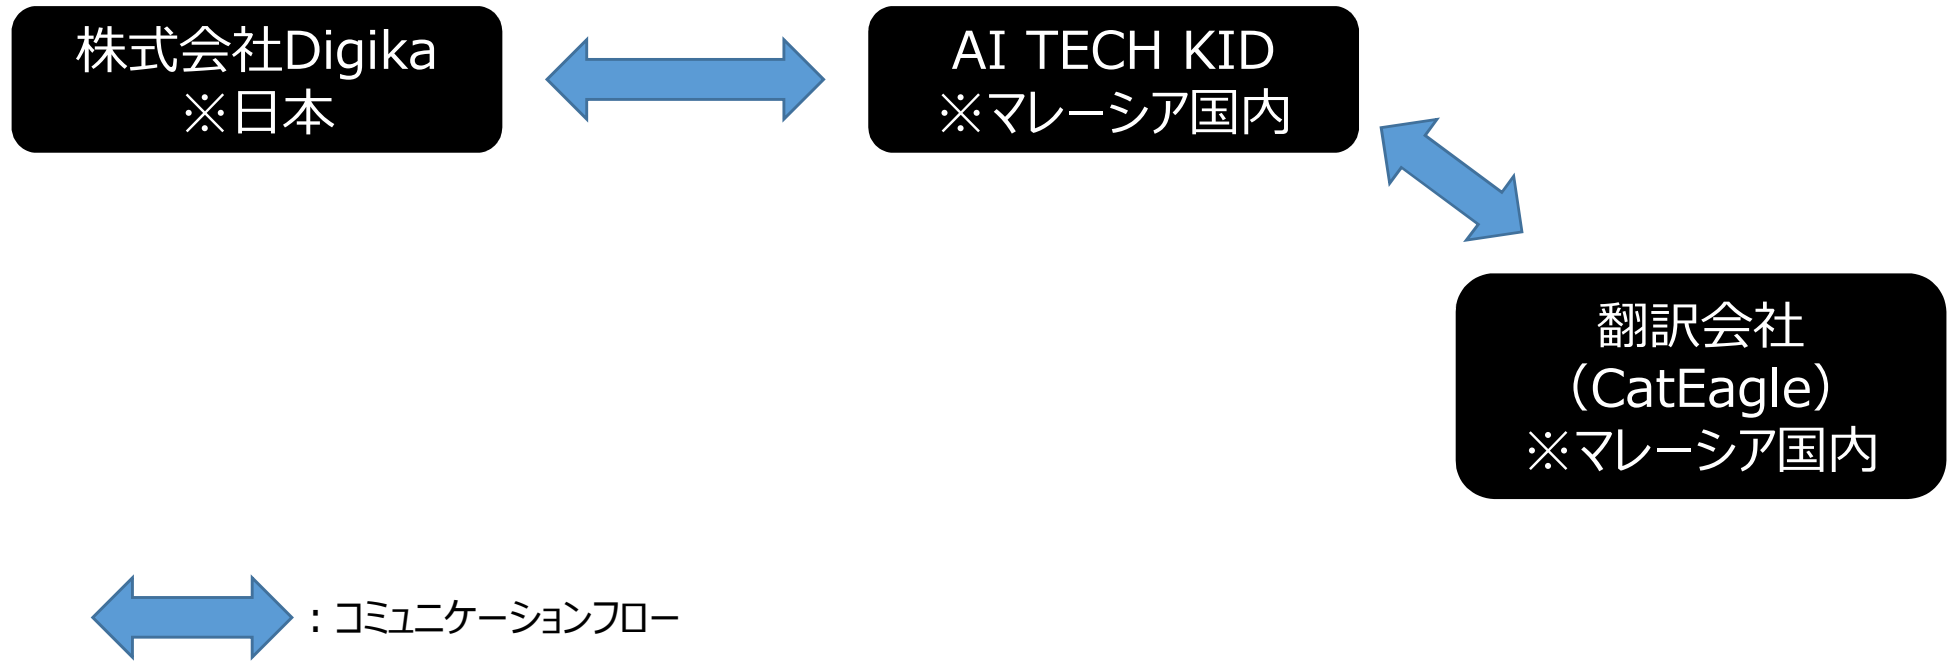 株式会社Digika
※日本
AI TECH KID
※マレーシア国内
翻訳会社
（CatEagle）
※マレーシア国内
：コミュニケーションフロー